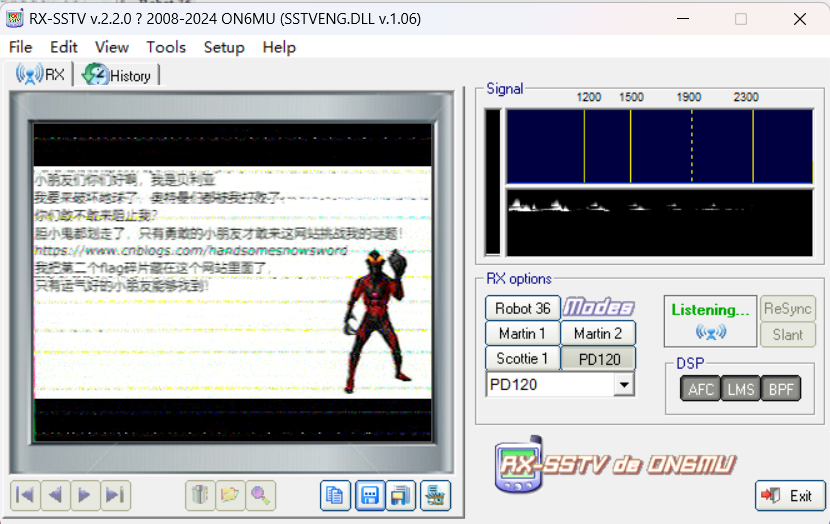 RX-SSTV v.2.2.0 ? 2008-2024 ON6MU (SSTVENG.DLL v.1.06)
File Edit View Tools Setup Help
RX History
小朋友们你们好啊，我是贝利亚
我要来破坏地球了，奥特曼们都被我打败了
你们敢不敢来阻止我？
胆小鬼都划走了，只有勇敢的小朋友才敢来这网站挑战我的谜题！
https://www.cnblogs.com/handsomesnowsword
我把第二个flag碎片藏在这个网站里面了，
只有运气好的小朋友能够找到！
Signal
1200 1500 1900 2300
RX options
Robot 36 Modes
Martin 1 Martin 2
Scottie 1 PD120
PD120
Listening...
ReSync
Slant
DSP
AFC LMS BPF
RX-SSTV de ON6MU
Exit